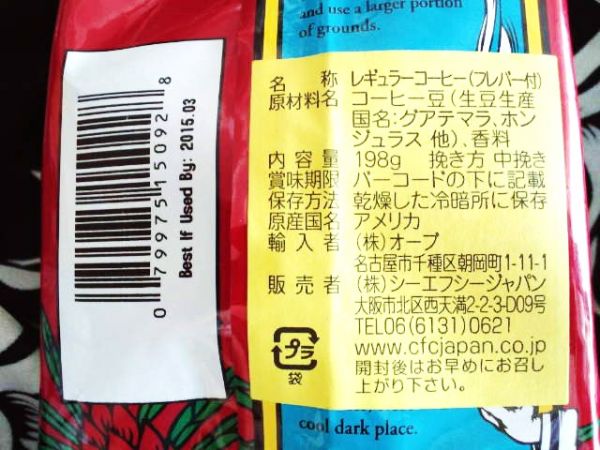 and use a larger portion
of grounds.
名称 レギュラーコーヒー(フレバー付)
原材料名 コーヒー豆(生豆生産
国名:グアテマラ、ホン
ジュラス 他)、香料
内容量 198g 挽き方 中挽き
賞味期限 バーコードの下に記載
保存方法 乾燥した冷暗所に保存
原産国名 アメリカ
輸入者 (株)オーブ
名古屋市千種区朝岡町1-11-1
販売者 (株)シーエフシージャパン
大阪市北区西天満2-2-3-D09号
TEL06(6131)0621
www.cfcjapan.co.jp
開封後はお早めにお召し
上がり下さい。
プラ
袋
cool dark place.
0 79975 15092 8
Best If Used By: 2015.03